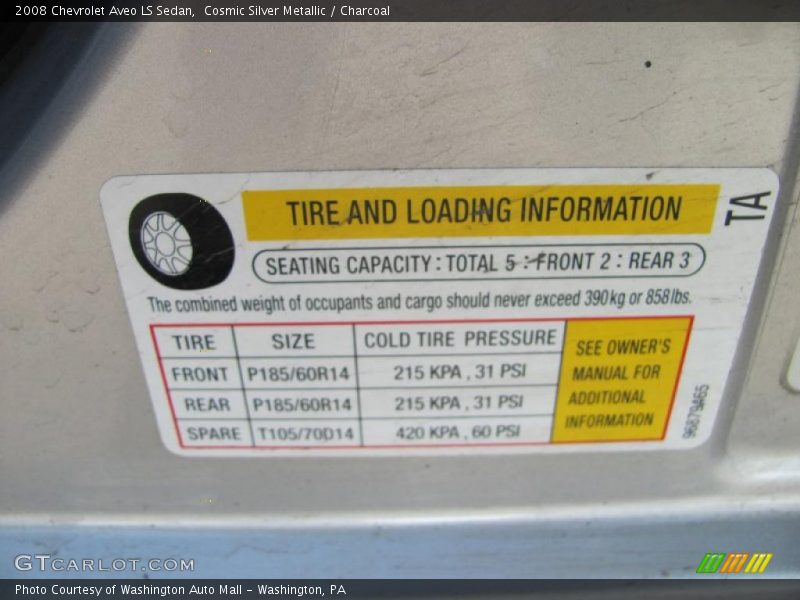 2008 Chevrolet Aveo LS Sedan,  Cosmic Silver Metallic / Charcoal
TIRE AND LOADING INFORMATION
TA
SEATING CAPACITY : TOTAL 5 : FRONT 2 : REAR 3
The combined weight of occupants and cargo should never exceed 390kg or 858lbs.
TIRE SIZE COLD TIRE PRESSURE
FRONT P185/60R14 215 KPA , 31 PSI
REAR P185/60R14 215 KPA , 31 PSI
SPARE T105/70D14 420 KPA , 60 PSI
SEE OWNER'S
MANUAL FOR
ADDITIONAL
INFORMATION
96879465
GTCARLOT.COM
Photo Courtesy of Washington Auto Mall - Washington, PA